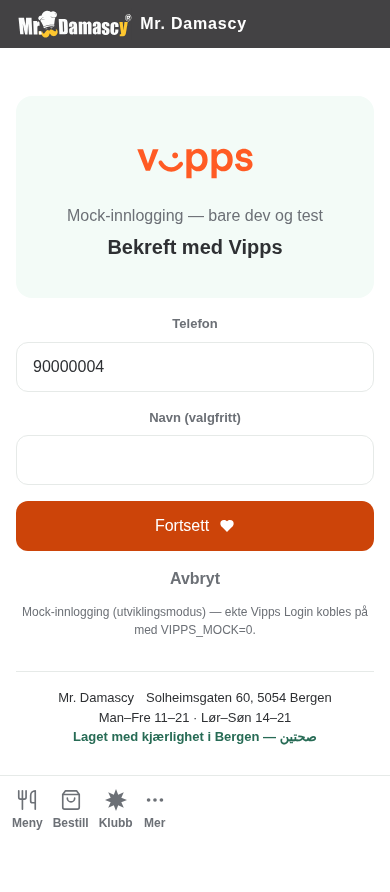 Mr. Damascy® Mr. Damascy
vipps
Mock-innlogging — bare dev og test
Bekreft med Vipps
Telefon
90000004
Navn (valgfritt)
Fortsett
Avbryt
Mock-innlogging (utviklingsmodus) — ekte Vipps Login kobles på
med VIPPS_MOCK=0.
Mr. Damascy Solheimsgaten 60, 5054 Bergen
Man–Fre 11–21 · Lør–Søn 14–21
Laget med kjærlighet i Bergen — صحتين
Meny Bestill Klubb Mer